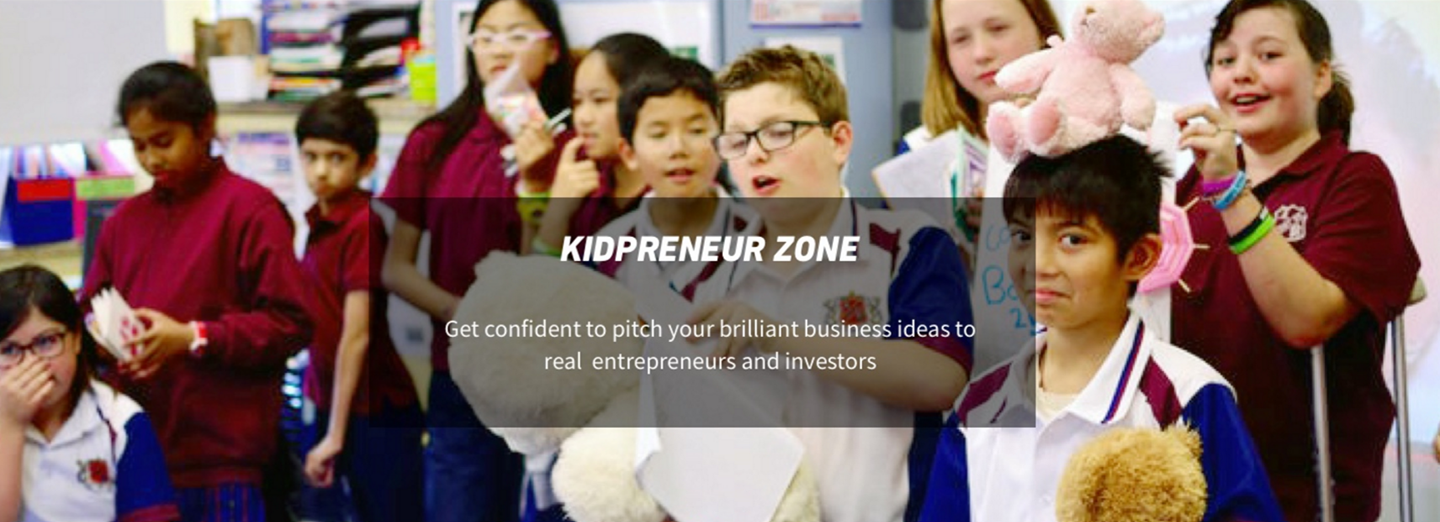 KIDPRENEUR ZONE
Get confident to pitch your brilliant business ideas to
real entrepreneurs and investors